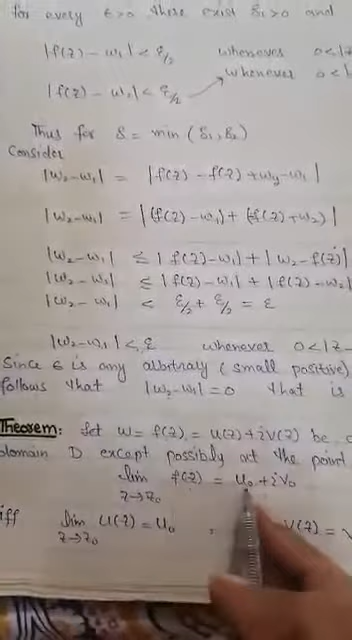 for every ε>0 there exist δ₁>0 and
|f(z) - w₁| < ε/₂ whenever 0<|
|f(z) - w₂| < ε/₂ whenever 0<|
Thus for δ = min (δ₁, δ₂)
Consider
|w₂-w₁| = |f(z) - f(z) + w₂ - w₁|
|w₂-w₁| = |(f(z) - w₁) + (-f(z) + w₂)|
|w₂-w₁| ≤ |f(z) - w₁| + |w₂-f(z)|
|w₂-w₁| ≤ |f(z) - w₁| + |f(z) - w₂|
|w₂-w₁| < ε/₂ + ε/₂ = ε
|w₂-w₁| < ε whenever 0<|z-
Since ε is any arbitrary (small positive)
follows that |w₂-w₁| = 0 that is
Theorem: Let w = f(z) = u(z) + iv(z) be
domain D except possibly at the point
lim f(z) = u₀ + iv₀
z→z₀
iff lim u(z) = u₀ , v(z) =
z→z₀